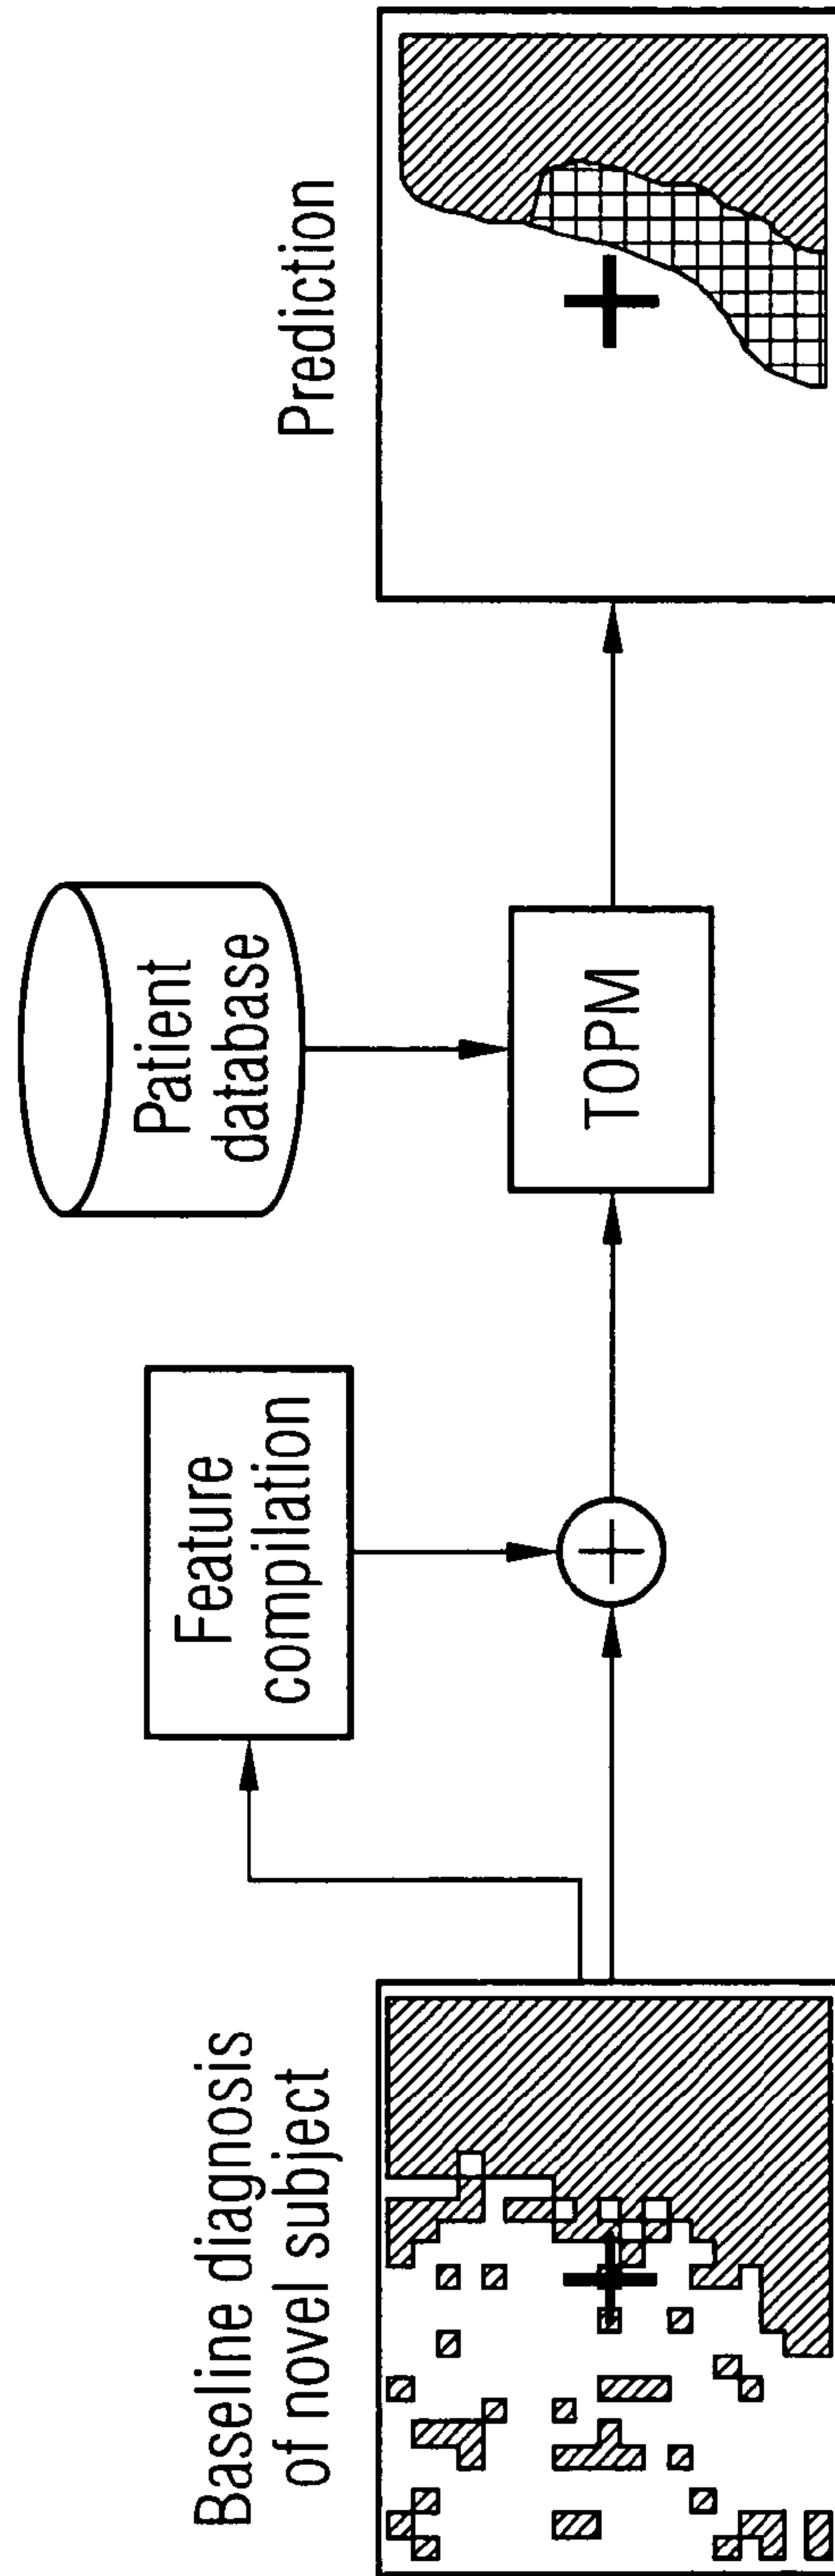 Baseline diagnosis
of novel subject
Feature
compilation
Patient
database
TOPM
Prediction